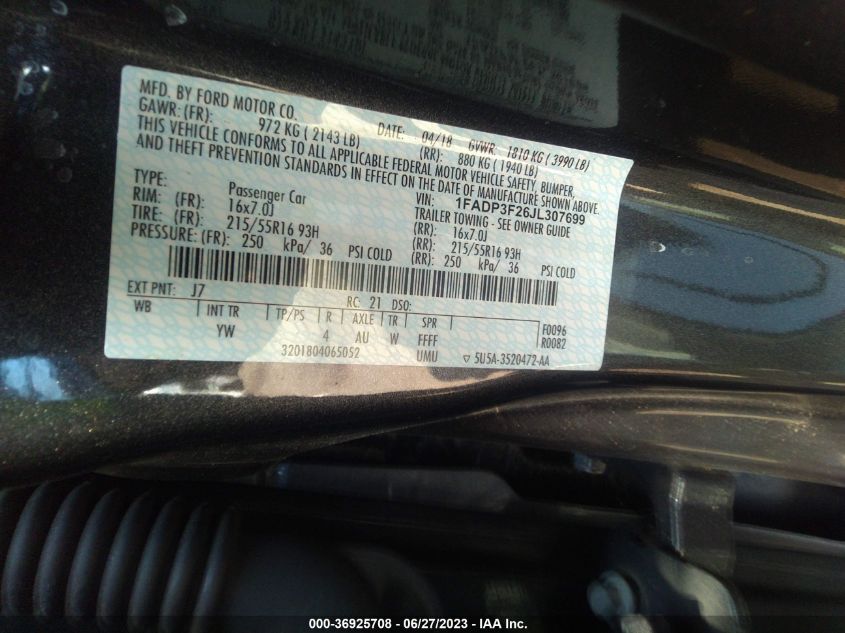 MFD. BY FORD MOTOR CO.
DATE: 04/18 GVWR: 1810 KG ( 3990 LB)
GAWR: (FR): 972 KG ( 2143 LB) (RR): 880 KG ( 1940 LB)
THIS VEHICLE CONFORMS TO ALL APPLICABLE FEDERAL MOTOR VEHICLE SAFETY, BUMPER,
AND THEFT PREVENTION STANDARDS IN EFFECT ON THE DATE OF MANUFACTURE SHOWN ABOVE.
TYPE: Passenger Car VIN: 1FADP3F26JL307699
TRAILER TOWING - SEE OWNER GUIDE
RIM: (FR): 16x7.0J (RR): 16x7.0J
TIRE: (FR): 215/55R16 93H (RR): 215/55R16 93H
PRESSURE: (FR): 250 kPa/ 36 PSI COLD (RR): 250 kPa/ 36 PSI COLD
EXT PNT: J7 RC: 21 DSO:
WB INT TR TP/PS R AXLE TR SPR F0096
YW 4 AU W FFFF R0082
3201804065052 UMU ▽ 5U5A-3520472-AA
000-36925708 - 06/27/2023 - IAA Inc.